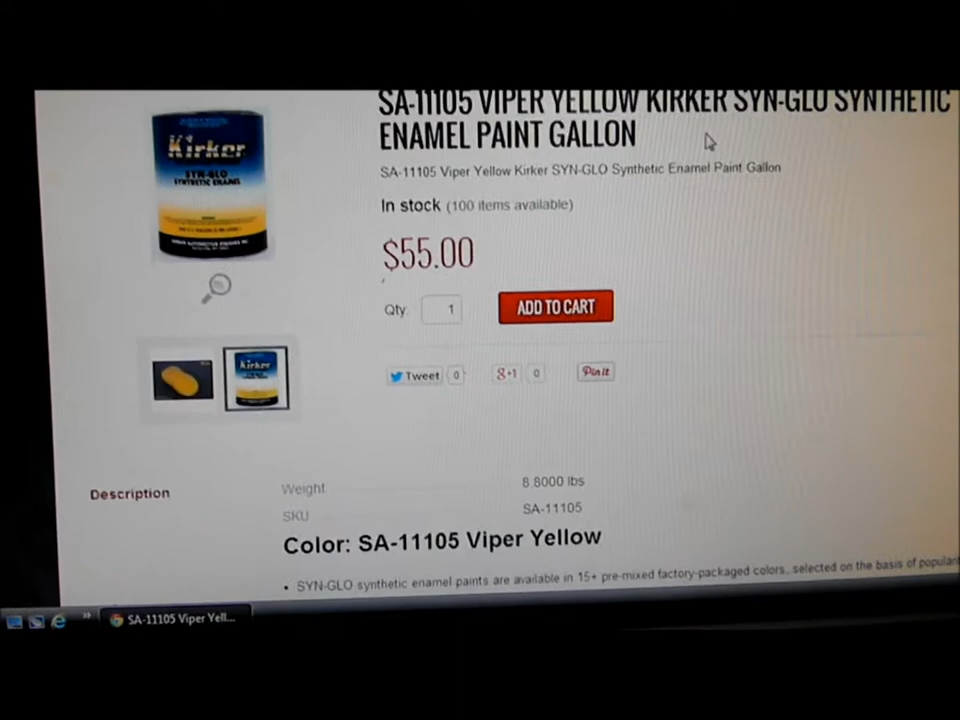 SA-11105 VIPER YELLOW KIRKER SYN-GLO SYNTHETIC
ENAMEL PAINT GALLON
SA-11105 Viper Yellow Kirker SYN-GLO Synthetic Enamel Paint Gallon
In stock (100 items available)
$55.00
Qty: 1 ADD TO CART
Tweet 0 g+1 0 Pin it
Kirker
SYN-GLO
SYNTHETIC ENAMEL
Kirker
Description
Weight 8.8000 lbs
SKU SA-11105
Color: SA-11105 Viper Yellow
• SYN-GLO synthetic enamel paints are available in 15+ pre-mixed factory-packaged colors, selected on the basis of popular
» SA-11105 Viper Yell...